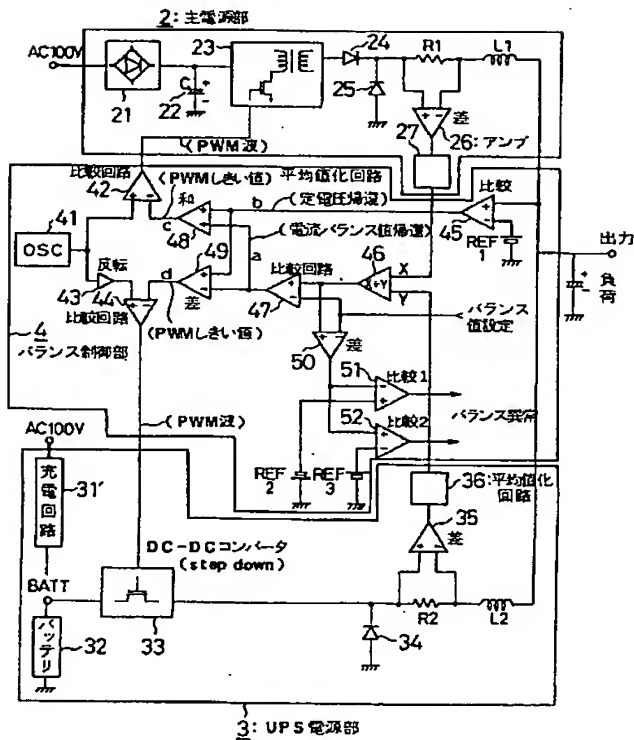 2:主電源部
AC100V
21
C
+
-
22
23
24
25
R1
L1
差
26:アンプ
27
(PWM波)
比較回路
42
(PWMしきい値)
平均値化回路
和
b
(定電圧帰還)
比較
45
REF
1
出力
負荷
41
OSC
c
48
49
(電流バランス値帰還)
a
46
X
X÷Y
Y
反転
43
44
d
差
比較回路
47
比較回路
(PWMしきい値)
バランス
値設定
4
バランス制御部
50
差
51
比較1
52
比較2
バランス異常
(PWM波)
AC100V
REF
2
REF
3
充電回路
31'
36:平均値化
回路
35
差
DC-DCコンバータ
(step down)
BATT
バッテリ
32
33
34
R2
L2
3:UPS電源部